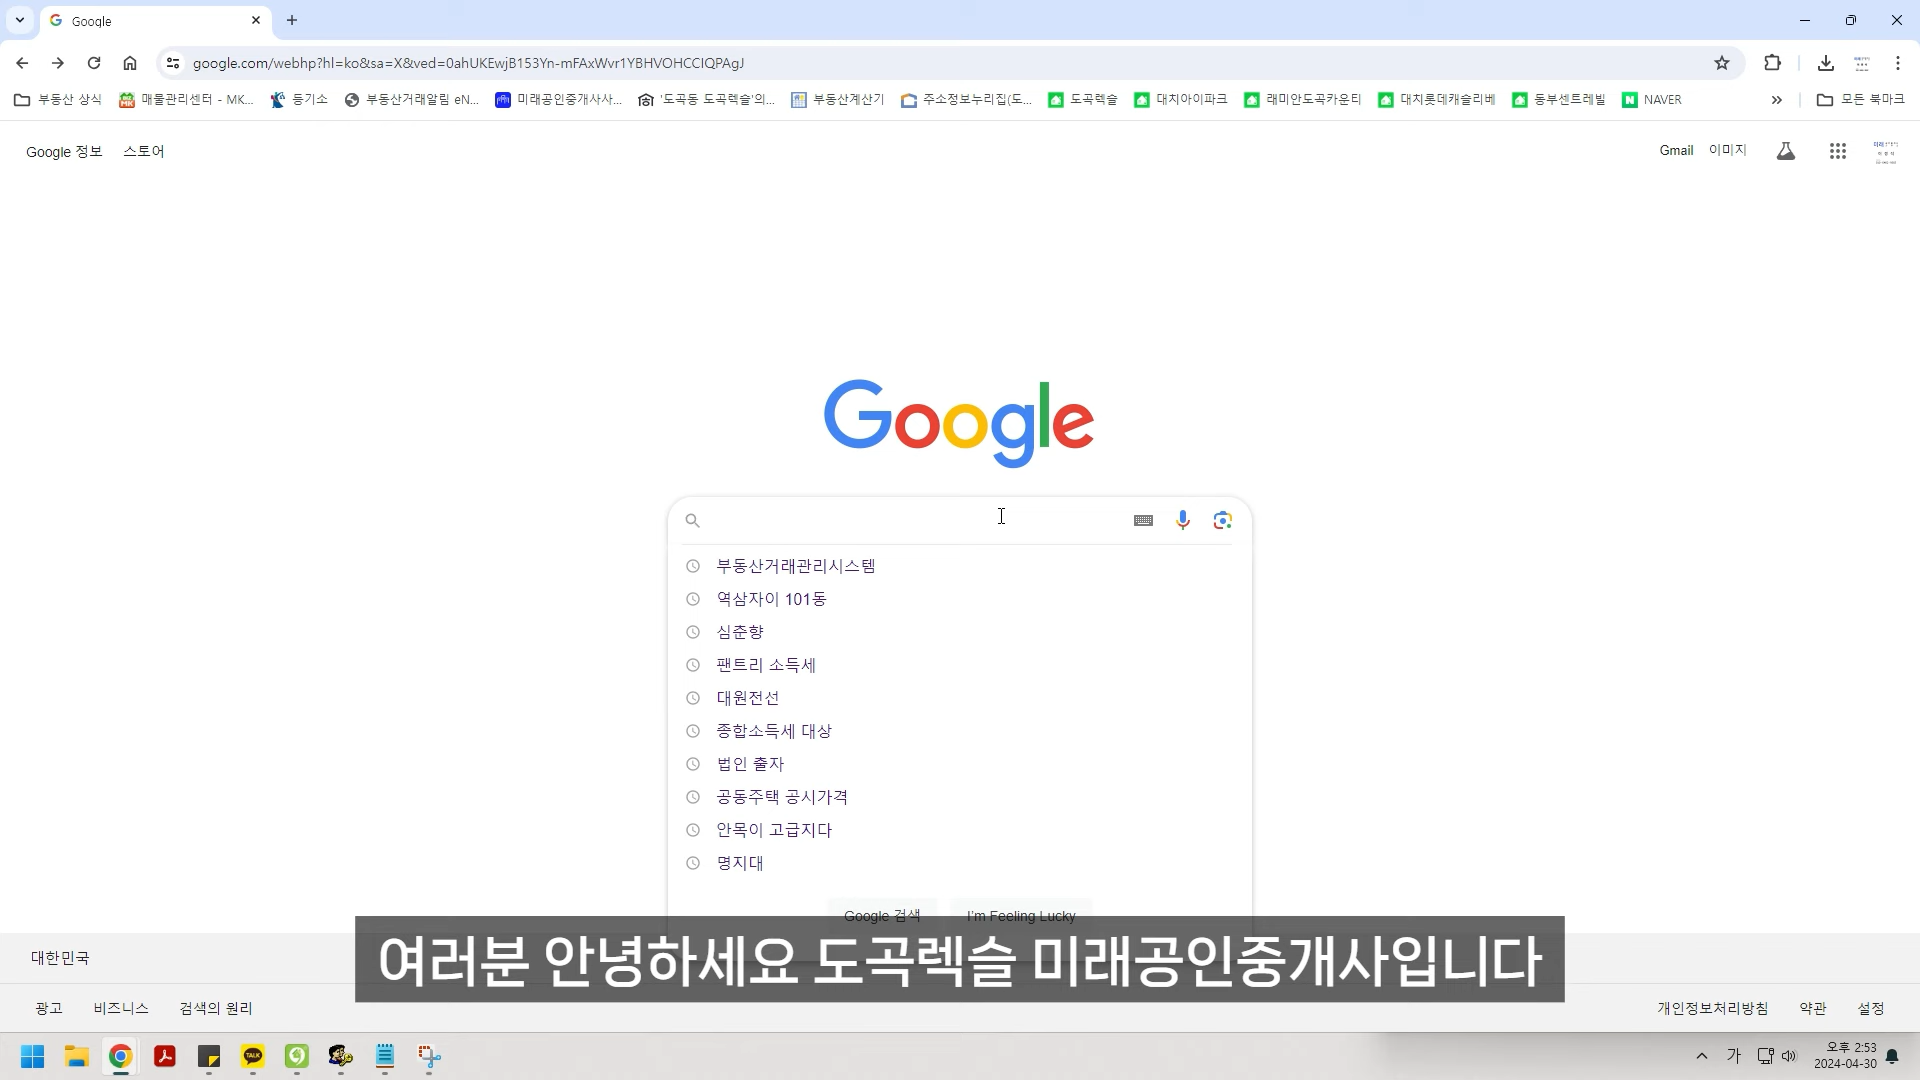 Google
google.com/webhp?hl=ko&sa=X&ved=0ahUKEwjB153Yn-mFAxWvr1YBHVOHCCIQPAgJ
부동산 상식 매물관리센터 - MK... 등기소 부동산거래알림 eN... 미래공인중개사사... '도곡동 도곡렉슬'의... 부동산계산기 주소정보누리집(도... 도곡렉슬 대치아이파크 래미안도곡카운티 대치롯데캐슬리베 동부센트레빌 NAVER » 모든 북마크
Google 정보 스토어 Gmail 이미지
Google
부동산거래관리시스템
역삼자이 101동
심춘향
팬트리 소득세
대원전선
종합소득세 대상
법인 출자
공동주택 공시가격
안목이 고급지다
명지대
Google 검색 I'm Feeling Lucky
여러분 안녕하세요 도곡렉슬 미래공인중개사입니다
대한민국
광고 비즈니스 검색의 원리 개인정보처리방침 약관 설정
TALK
가
오후 2:53
2024-04-30